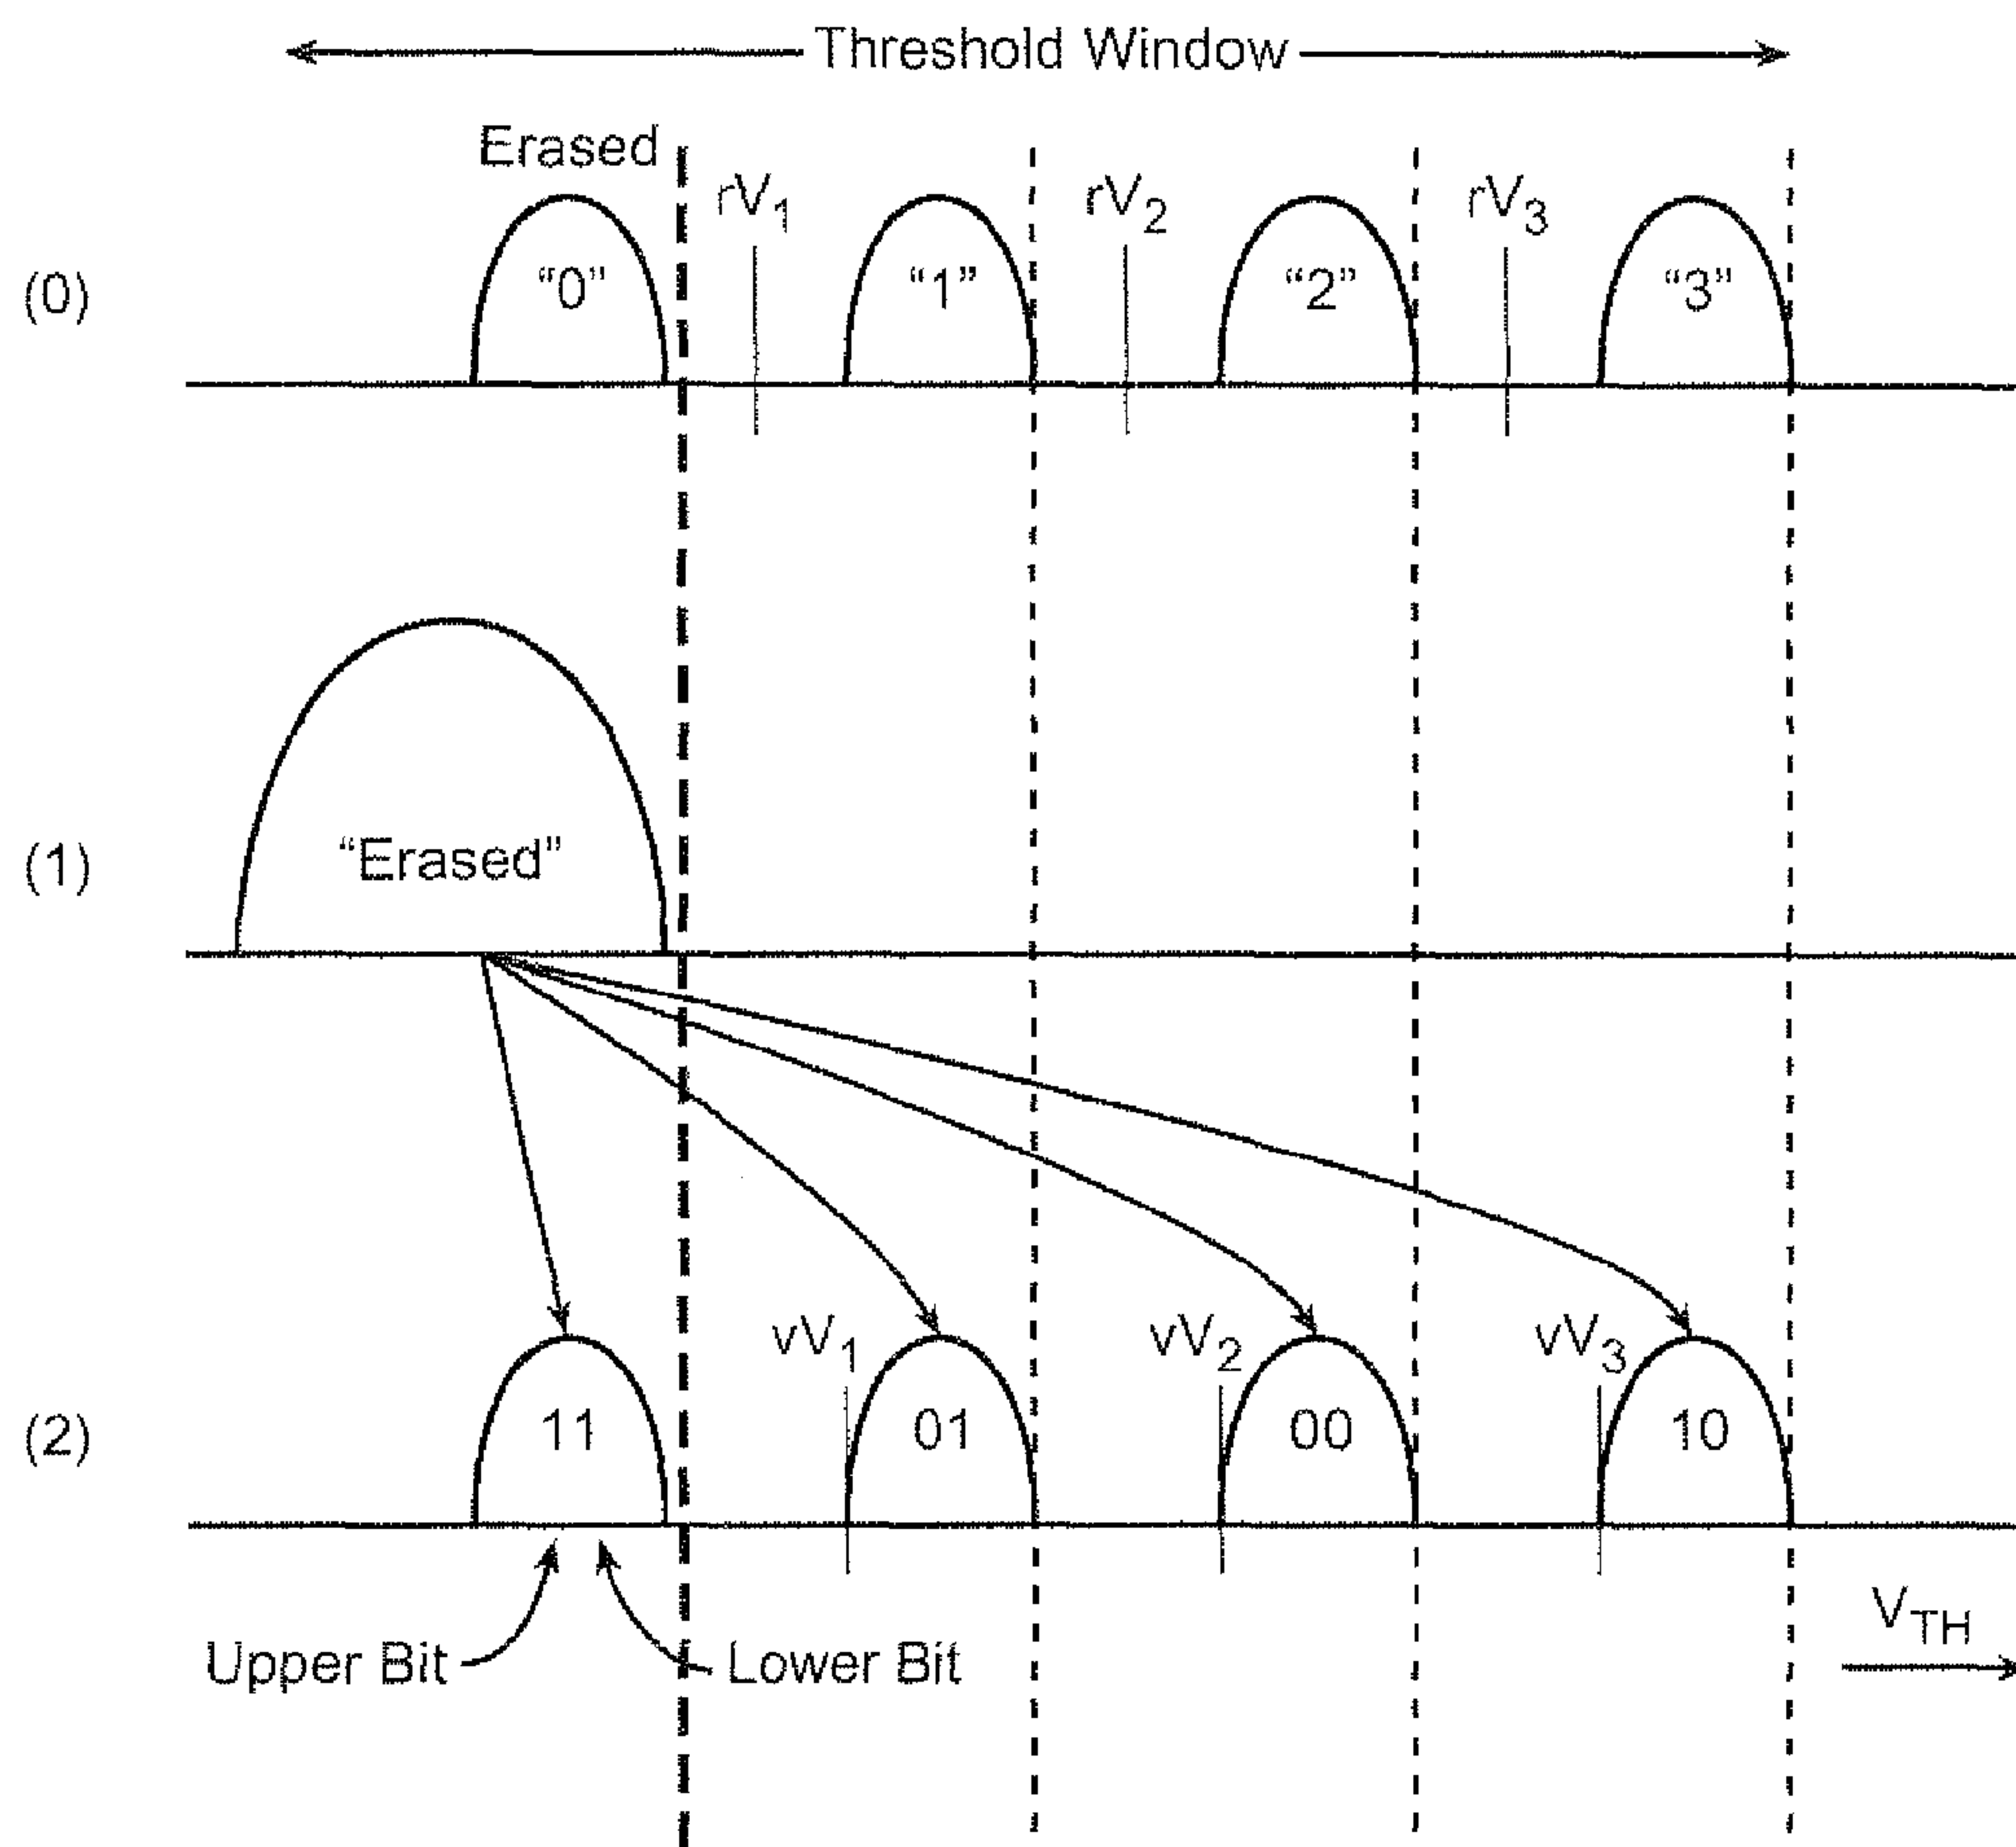 Threshold Window
Erased
rV1 rV2 rV3
(0) “0” “1” “2” “3”
(1) “Erased”
vV1 vV2 vV3
(2) 11 01 00 10
VTH
Upper Bit Lower Bit